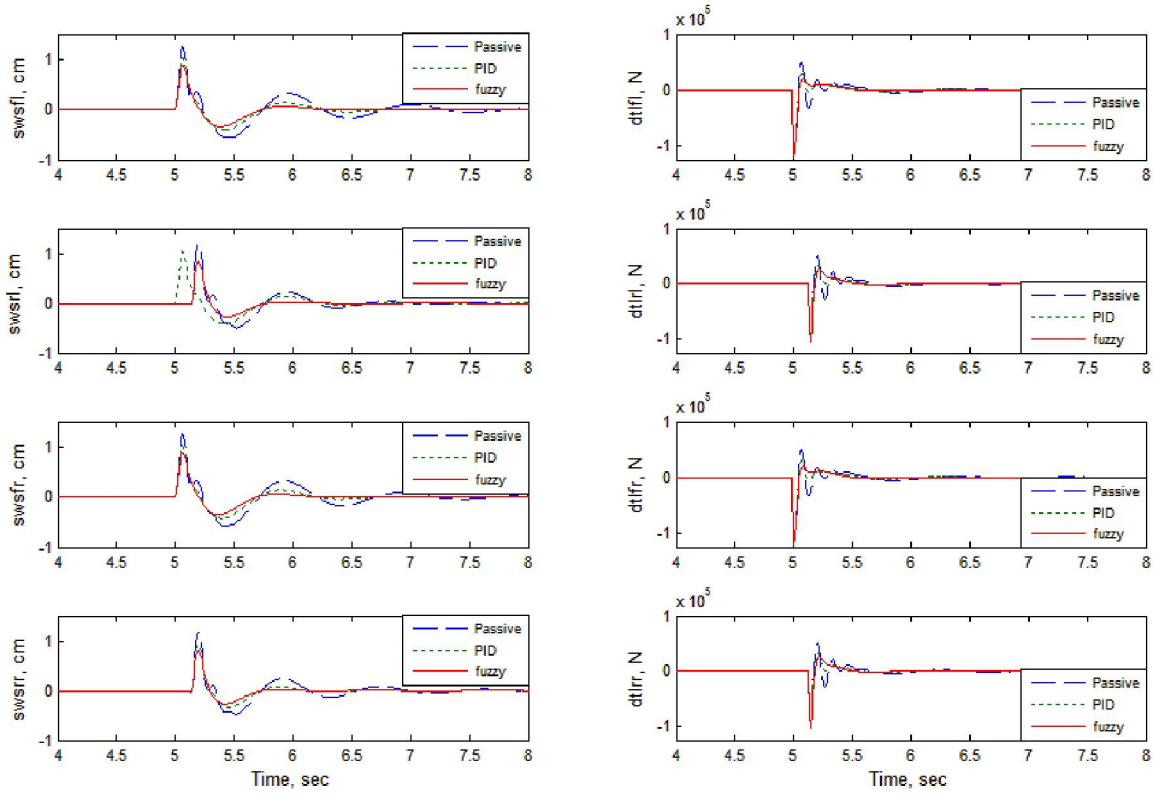 swsfl, cm
1
0
-1
Passive
PID
fuzzy
4 4.5 5 5.5 6 6.5 7 7.5 8
x 10^5
dtlfl, N
1
0
-1
Passive
PID
fuzzy
4 4.5 5 5.5 6 6.5 7 7.5 8
swsrl, cm
1
0
-1
Passive
PID
fuzzy
4 4.5 5 5.5 6 6.5 7 7.5 8
x 10^5
dtlrl, N
1
0
-1
Passive
PID
fuzzy
4 4.5 5 5.5 6 6.5 7 7.5 8
swsfr, cm
1
0
-1
Passive
PID
fuzzy
4 4.5 5 5.5 6 6.5 7 7.5 8
x 10^5
dtlfr, N
1
0
-1
Passive
PID
fuzzy
4 4.5 5 5.5 6 6.5 7 7.5 8
swsrr, cm
1
0
-1
Passive
PID
fuzzy
4 4.5 5 5.5 6 6.5 7 7.5 8
Time, sec
x 10^5
dtlrr, N
1
0
-1
Passive
PID
fuzzy
4 4.5 5 5.5 6 6.5 7 7.5 8
Time, sec